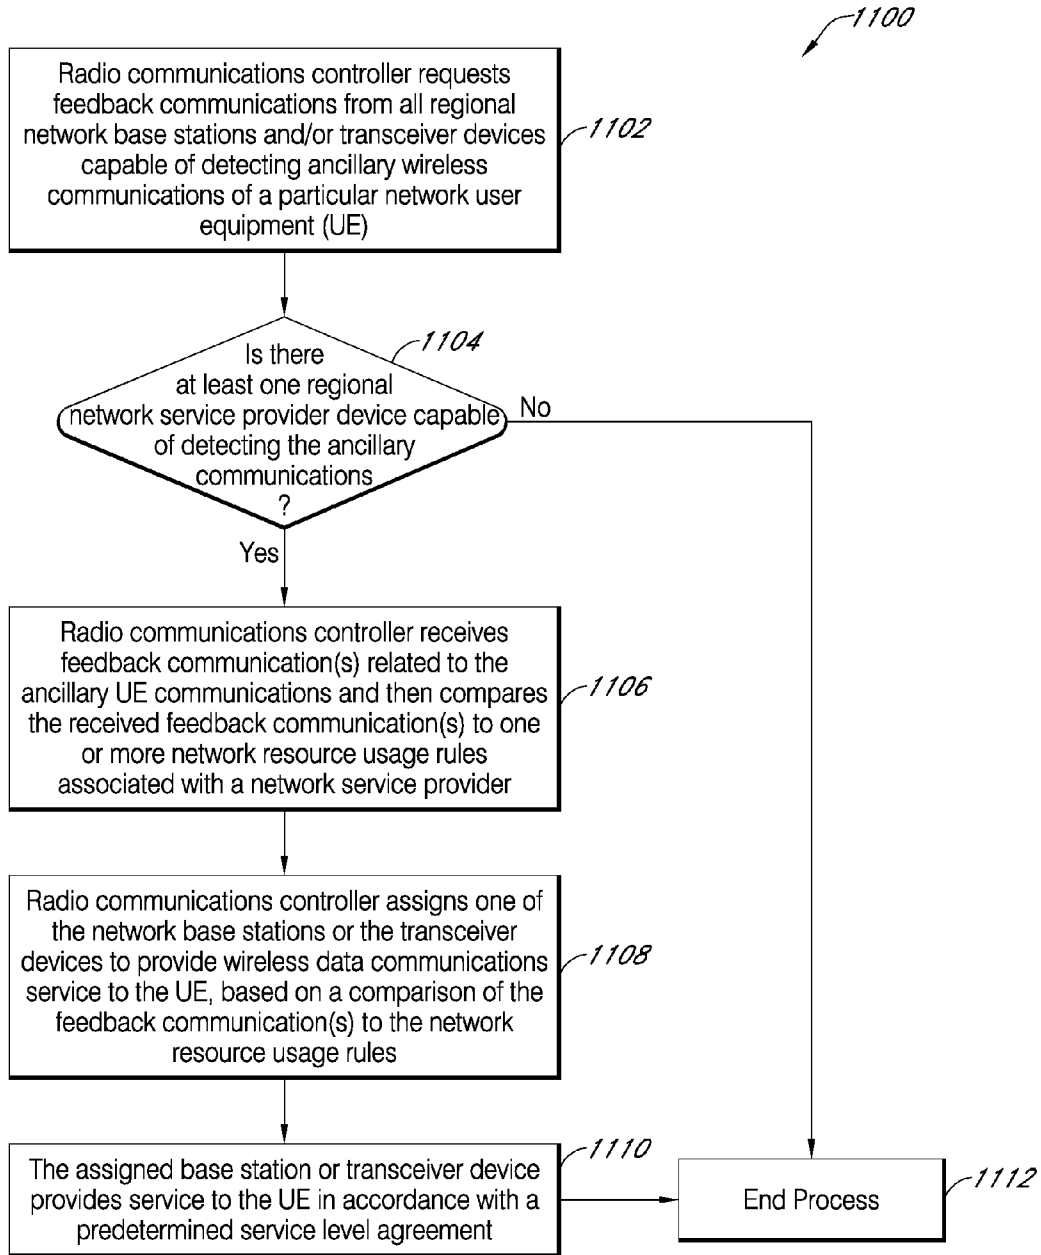 1100
Radio communications controller requests
feedback communications from all regional
network base stations and/or transceiver devices
capable of detecting ancillary wireless
communications of a particular network user
equipment (UE)
1102
1104
Is there
at least one regional
network service provider device capable
of detecting the ancillary
communications
?
No
Yes
Radio communications controller receives
feedback communication(s) related to the
ancillary UE communications and then compares
the received feedback communication(s) to one
or more network resource usage rules
associated with a network service provider
1106
Radio communications controller assigns one of
the network base stations or the transceiver
devices to provide wireless data communications
service to the UE, based on a comparison of the
feedback communication(s) to the network
resource usage rules
1108
The assigned base station or transceiver device
provides service to the UE in accordance with a
predetermined service level agreement
1110
End Process
1112